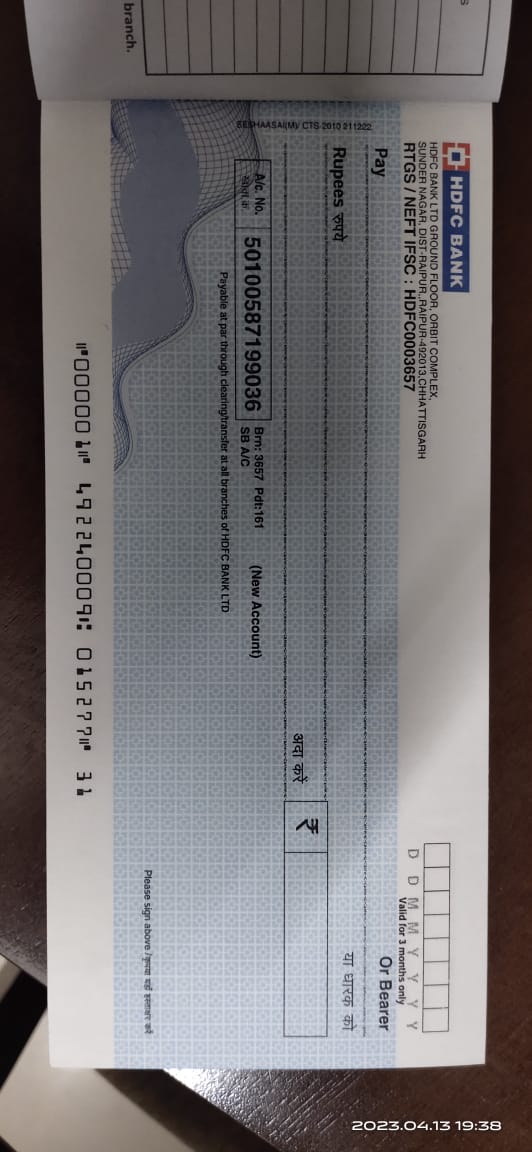 branch.
s
HDFC BANK
HDFC BANK LTD GROUND FLOOR, ORBIT COMPLEX,
SUNDER NAGAR, DIST-RAIPUR, RAIPUR-492013,CHHATTISGARH
RTGS / NEFT IFSC : HDFC0003657
D D M M Y Y Y Y
Valid for 3 months only
Pay
Or Bearer
या धारक को
Rupees रुपये
अदा करें
₹
A/c. No.
50100587199036
Brn: 3657 Pdt:161
SB A/C
(New Account)
Payable at par through clearing/transfer at all branches of HDFC BANK LTD
SESHAASAI(M)/ CTS-2010 211222
Please sign above / कृपया यहाँ हस्ताक्षर करें
⑈000001⑈ 492240009⑆ 015277⑈ 31
2023.04.13 19:38